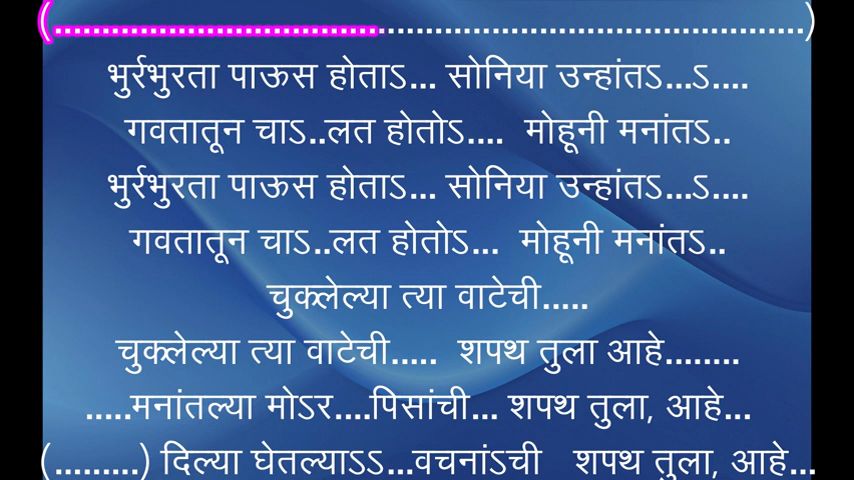 (...........................................................................)
भुर्रभुरता पाऊस होताऽ... सोनिया उन्हांतऽ...ऽ....
गवतातून चाऽ..लत होतोऽ.... मोहूनी मनांतऽ..
भुर्रभुरता पाऊस होताऽ... सोनिया उन्हांतऽ...ऽ....
गवतातून चाऽ..लत होतोऽ... मोहूनी मनांतऽ..
चुकलेल्या त्या वाटेची.....
चुकलेल्या त्या वाटेची..... शपथ तुला आहे........
.....मनांतल्या मोऽर....पिसांची... शपथ तुला, आहे...
(.........) दिल्या घेतल्याऽऽ...वचनांऽची शपथ तुला, आहे...